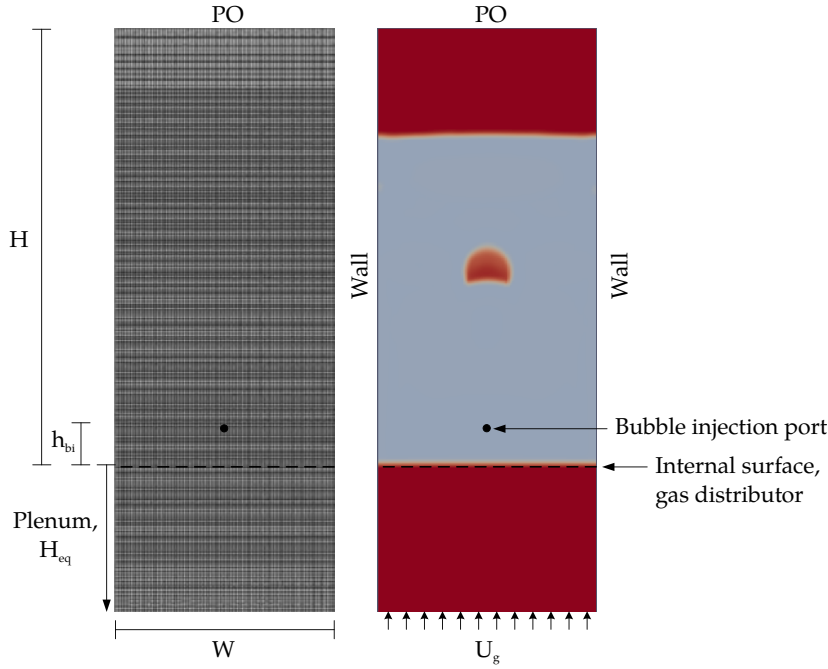 PO
PO
H
Wall
Wall
h_bi
Bubble injection port
Internal surface,
gas distributor
Plenum,
H_eq
W
U_g